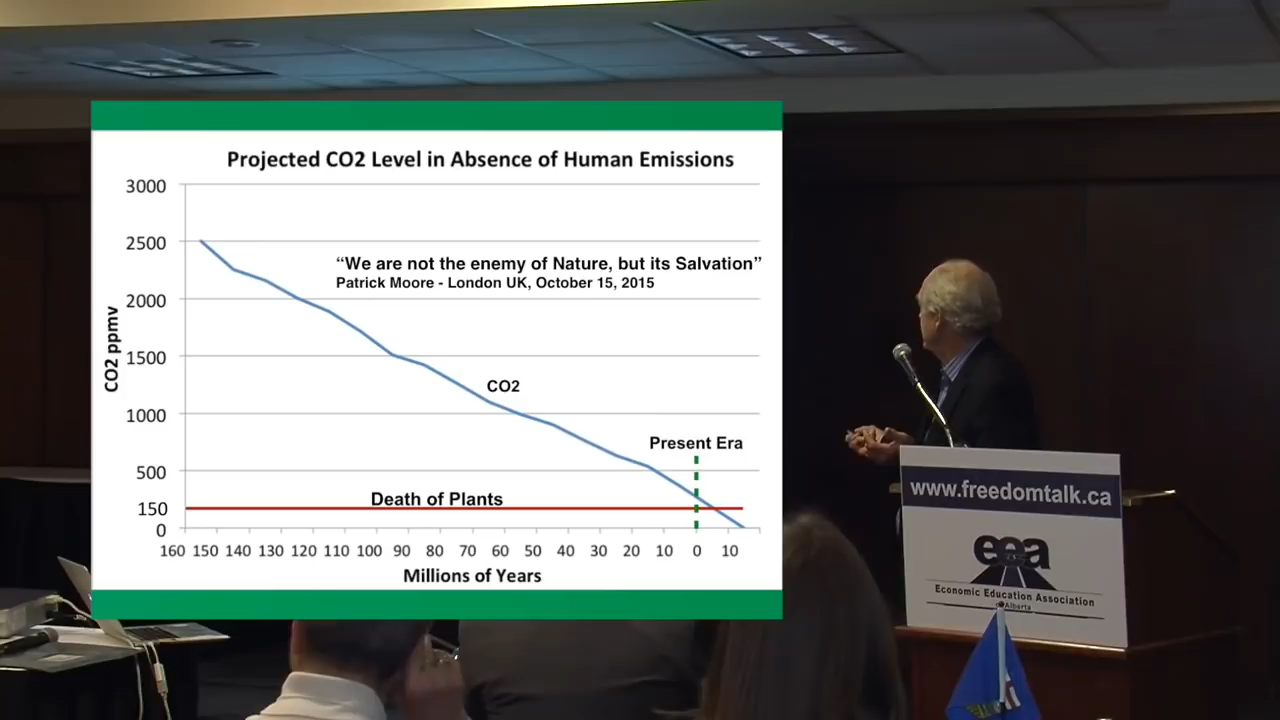 Projected CO2 Level in Absence of Human Emissions
3000
2500
2000
1500
1000
500
150
0
CO2 ppmv
“We are not the enemy of Nature, but its Salvation”
Patrick Moore - London UK, October 15, 2015
CO2
Present Era
Death of Plants
160 150 140 130 120 110 100 90 80 70 60 50 40 30 20 10 0 10
Millions of Years
www.freedomtalk.ca
eea
Economic Education Association
of Alberta